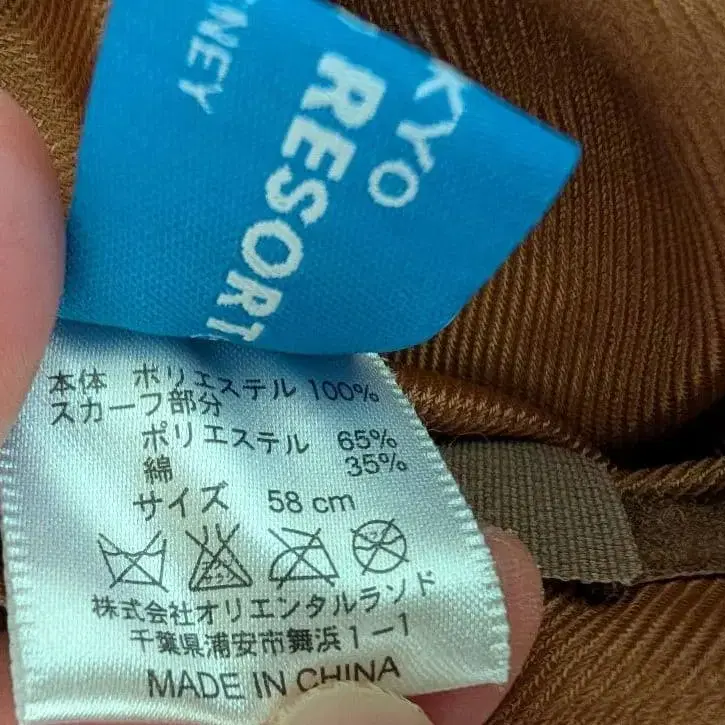 KYO
RESORT
NEY
本体 ポリエステル 100%
スカーフ部分
ポリエステル 65%
綿 35%
サイズ 58 cm
株式会社オリエンタルランド
千葉県浦安市舞浜1-1
MADE IN CHINA